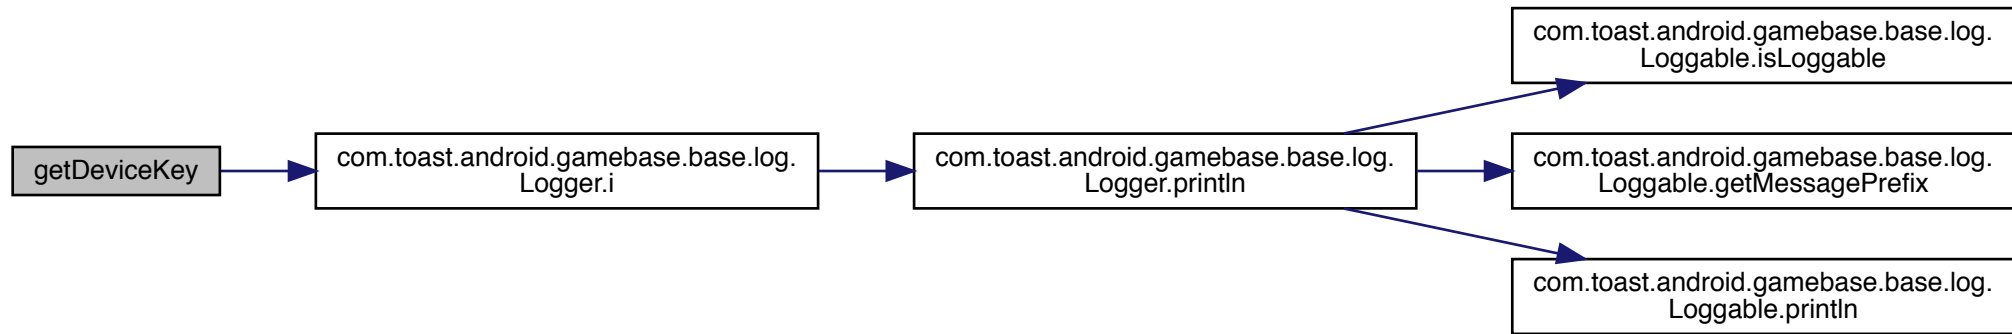 getDeviceKey
com.toast.android.gamebase.base.log.
Logger.i
com.toast.android.gamebase.base.log.
Logger.println
com.toast.android.gamebase.base.log.
Loggable.isLoggable
com.toast.android.gamebase.base.log.
Loggable.getMessagePrefix
com.toast.android.gamebase.base.log.
Loggable.println